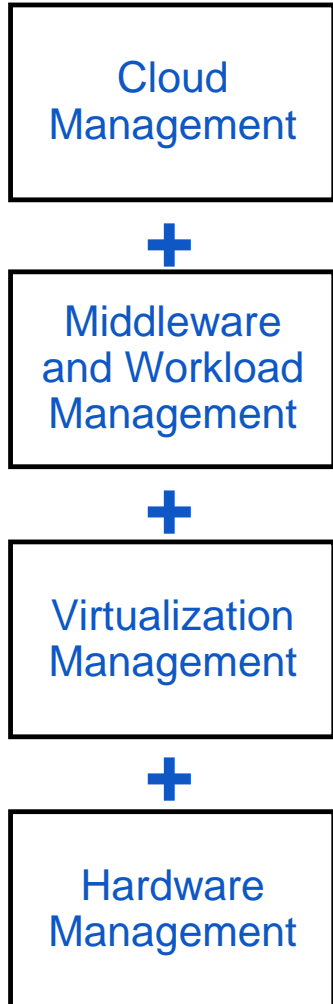 Cloud
Management
+
Middleware
and Workload
Management
+
Virtualization
Management
+
Hardware
Management